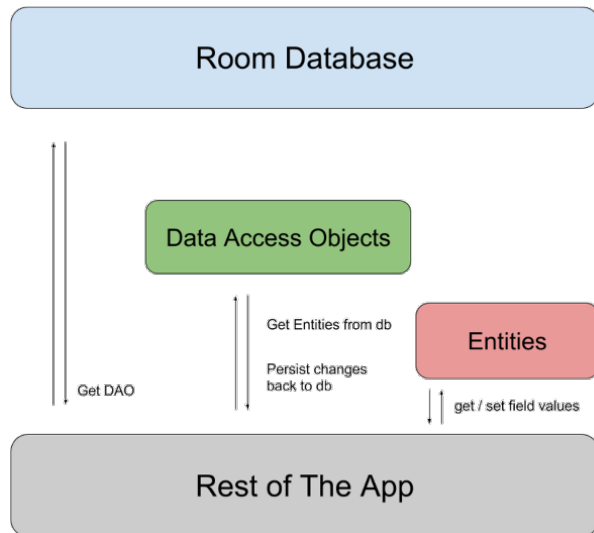 Room Database
Data Access Objects
Get Entities from db
Entities
Persist changes
back to db
Get DAO
get / set field values
Rest of The App